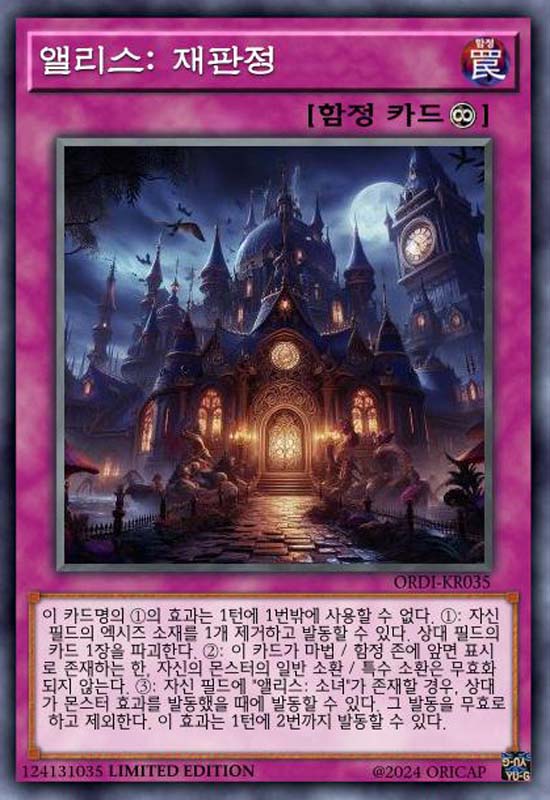 앨리스: 재판정
함정
罠
[함정 카드♾]
ORDI-KR035
이 카드명의 ①의 효과는 1턴에 1번밖에 사용할 수 없다. ①: 자신
필드의 엑시즈 소재를 1개 제거하고 발동할 수 있다. 상대 필드의
카드 1장을 파괴한다. ②: 이 카드가 마법 / 함정 존에 앞면 표시
로 존재하는 한, 자신의 몬스터의 일반 소환 / 특수 소환은 무효화
되지 않는다. ③: 자신 필드에 "앨리스: 소녀"가 존재할 경우, 상대
가 몬스터 효과를 발동했을 때에 발동할 수 있다. 그 발동을 무효로
하고 제외한다. 이 효과는 1턴에 2번까지 발동할 수 있다.
124131035 LIMITED EDITION
©2024 ORICAP
YU-G
YU-G